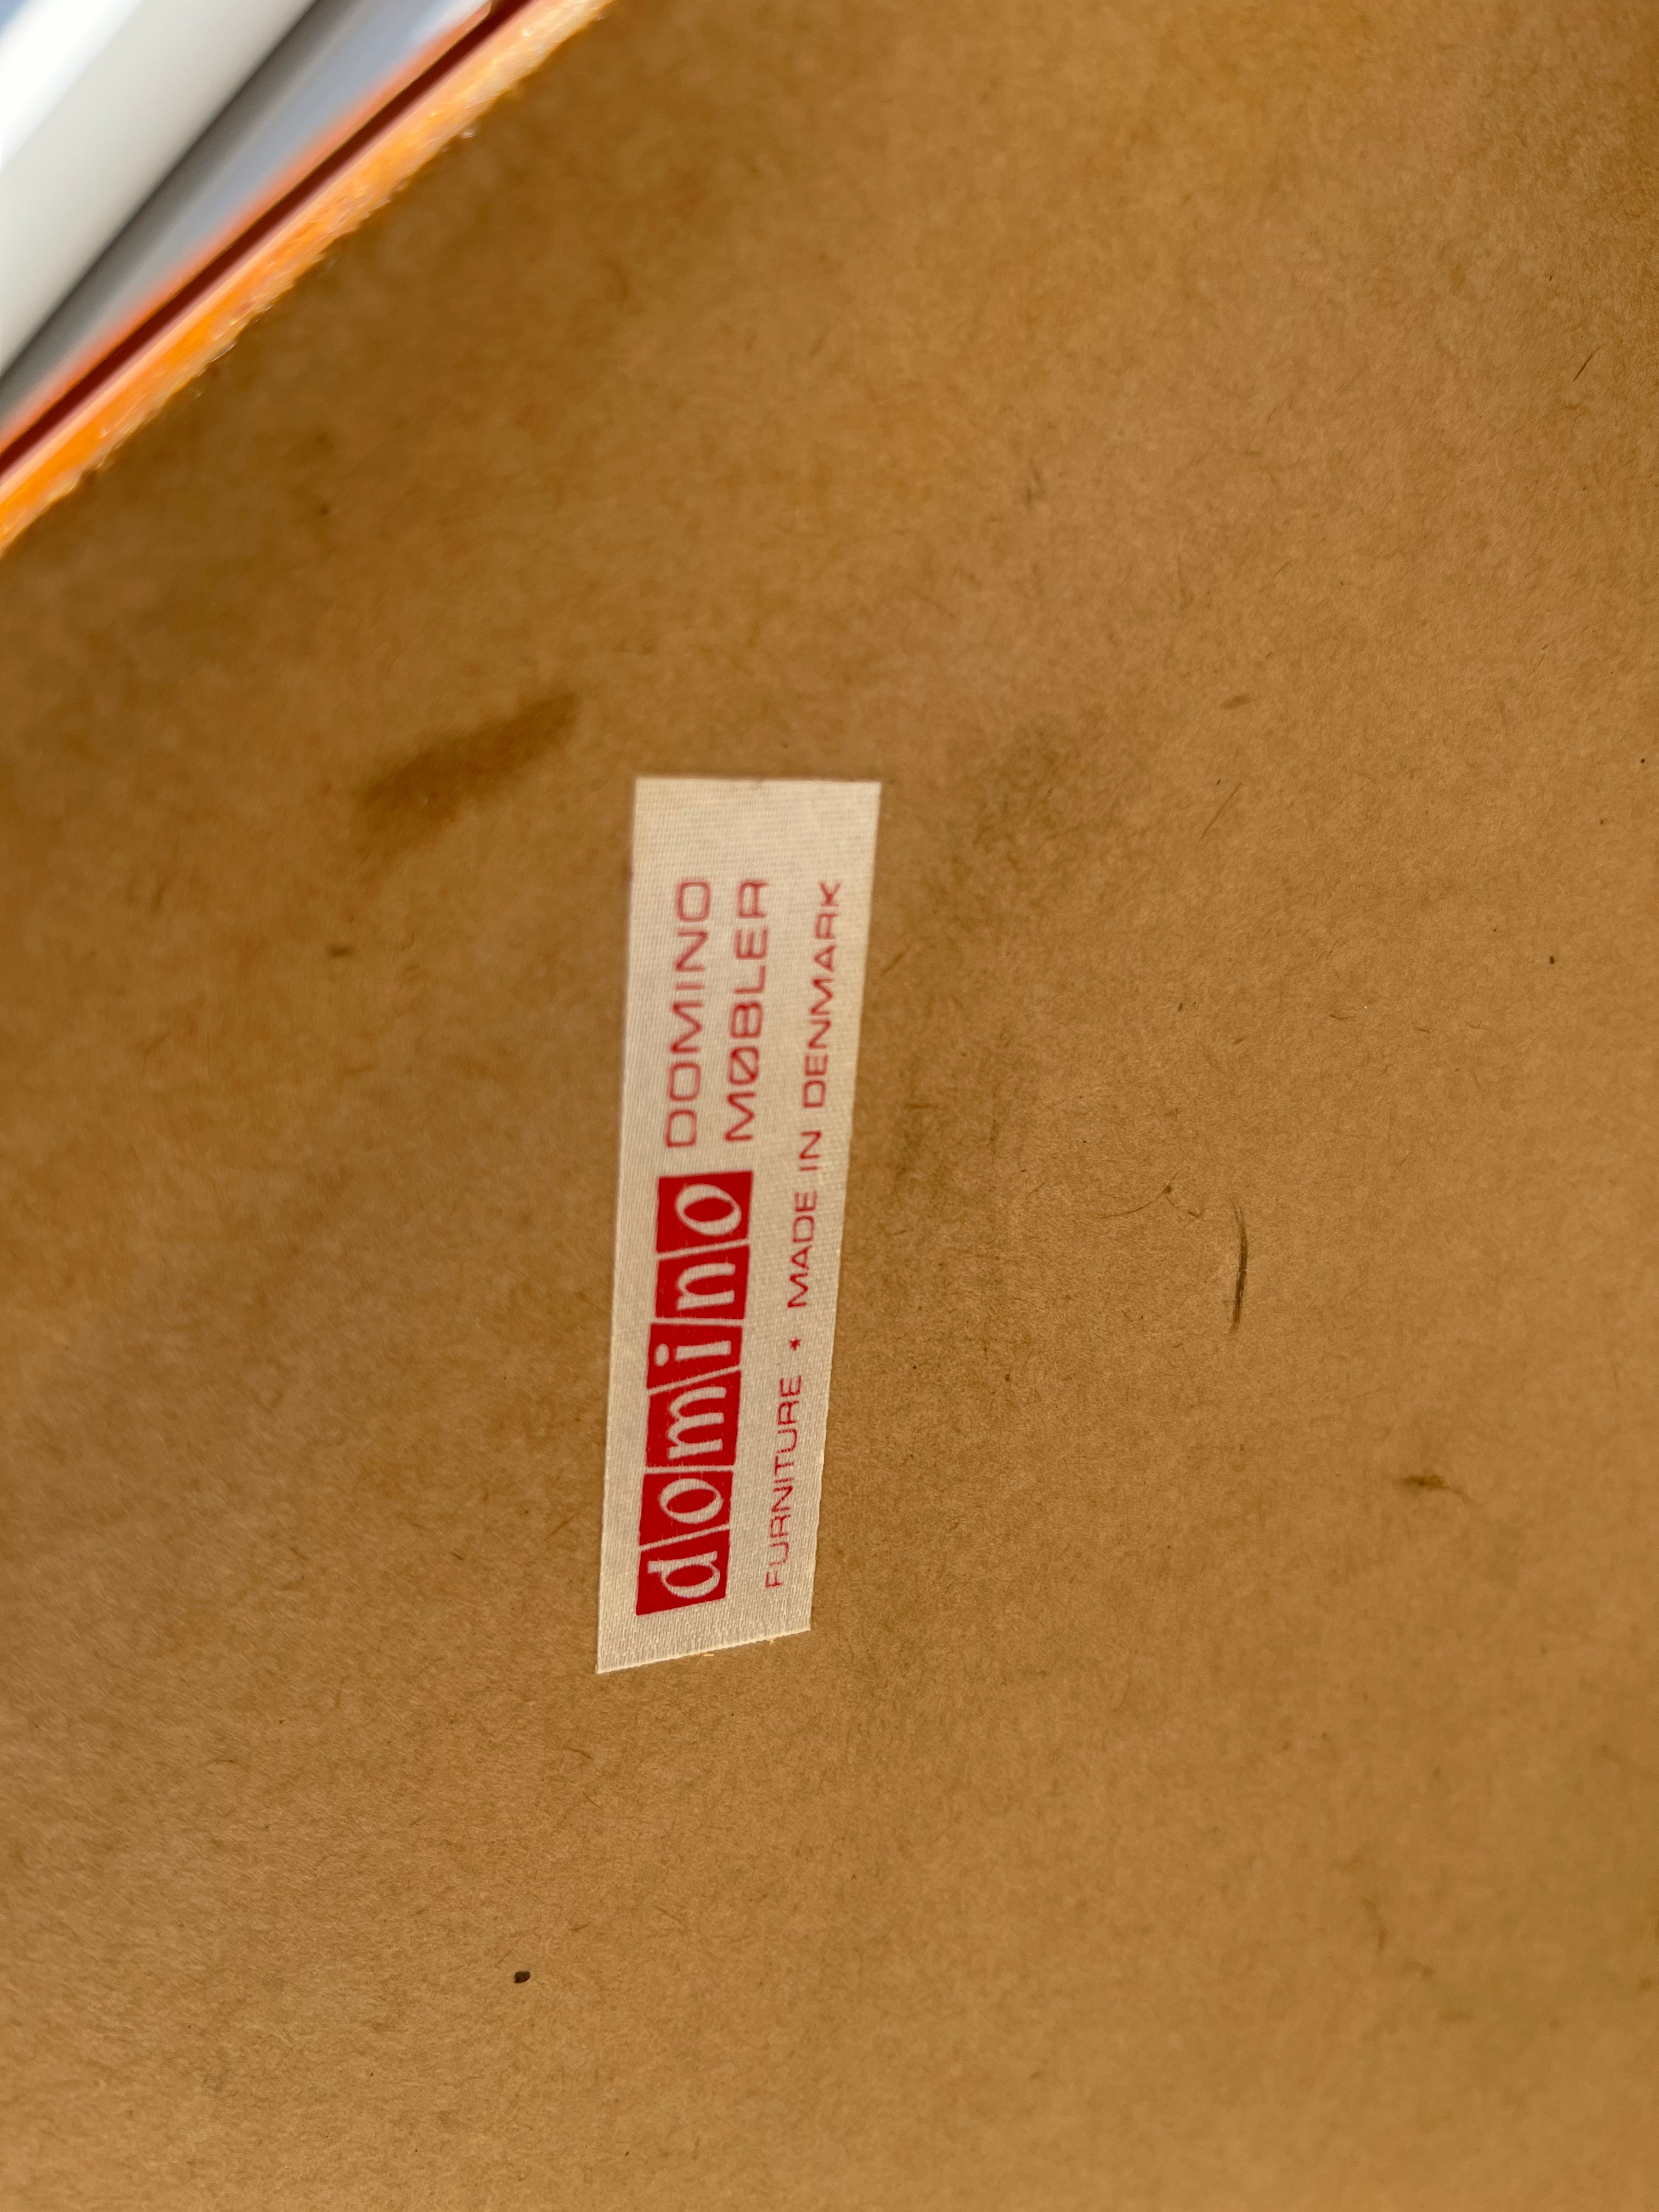 domino DOMINO
MØBLER
FURNITURE * MADE IN DENMARK